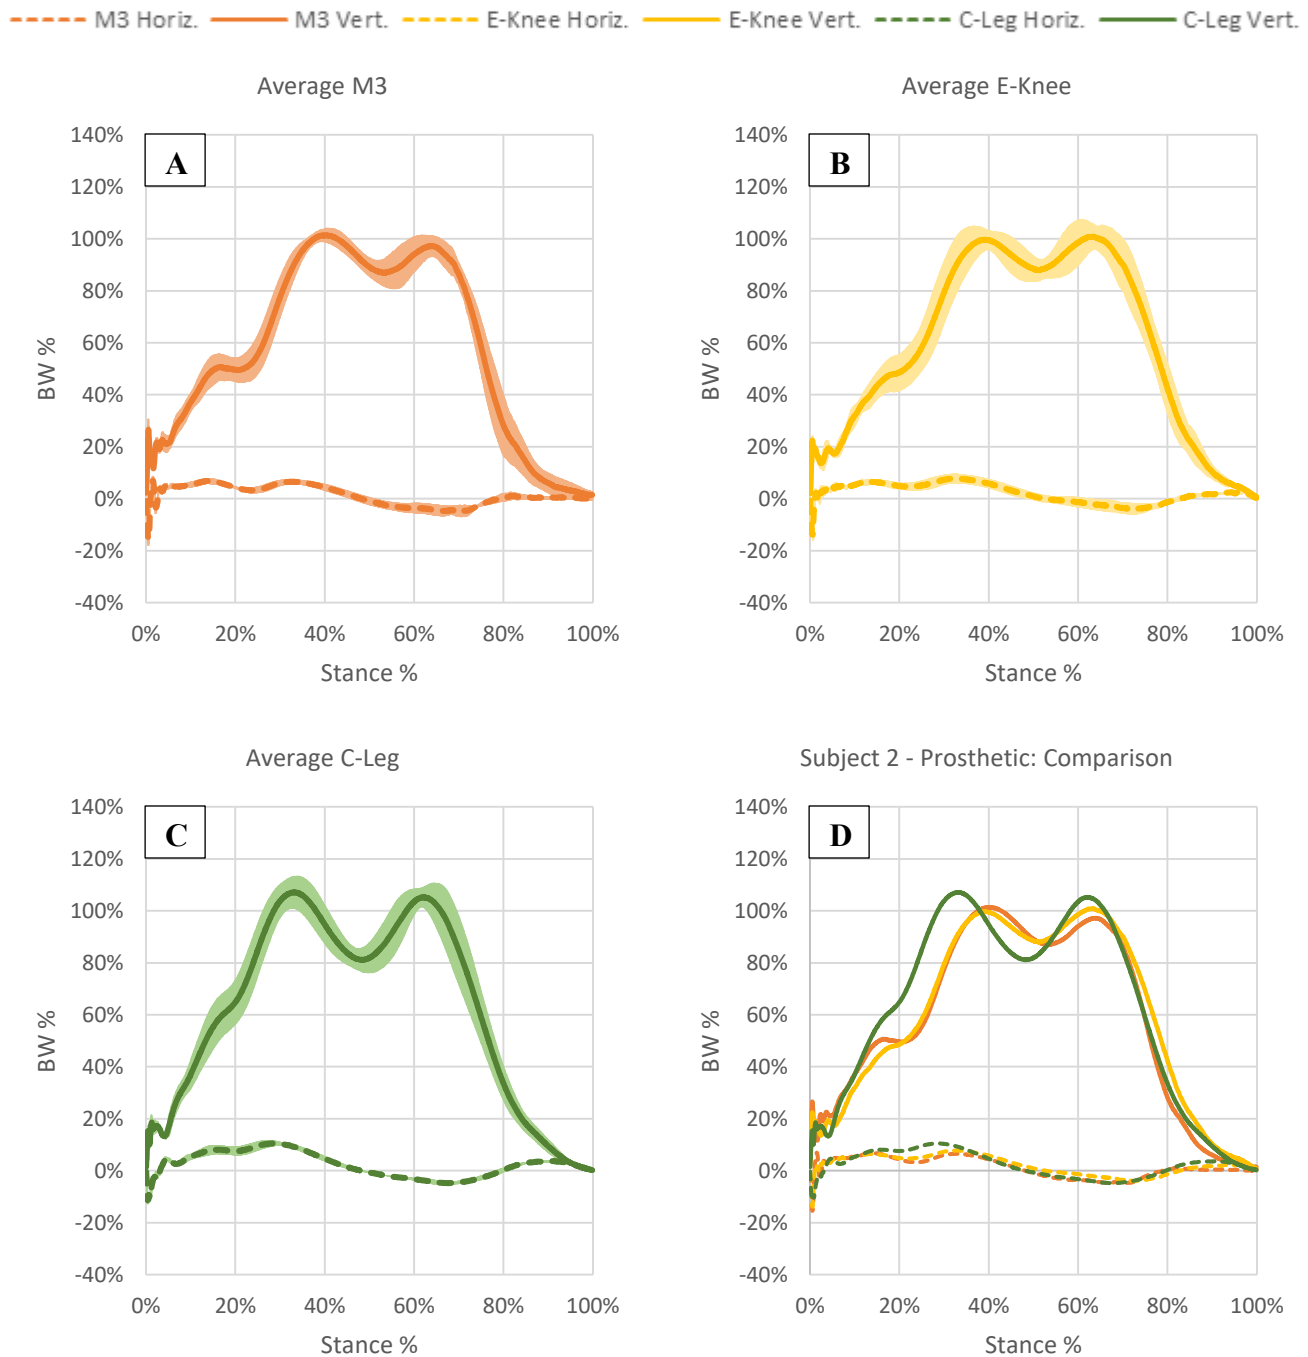 M3 Horiz. M3 Vert. E-Knee Horiz. E-Knee Vert. C-Leg Horiz. C-Leg Vert.
Average M3
A
140%
120%
100%
80%
60%
40%
20%
0%
-20%
-40%
BW %
0% 20% 40% 60% 80% 100%
Stance %
Average E-Knee
B
140%
120%
100%
80%
60%
40%
20%
0%
-20%
-40%
BW %
0% 20% 40% 60% 80% 100%
Stance %
Average C-Leg
C
140%
120%
100%
80%
60%
40%
20%
0%
-20%
-40%
BW %
0% 20% 40% 60% 80% 100%
Stance %
Subject 2 - Prosthetic: Comparison
D
140%
120%
100%
80%
60%
40%
20%
0%
-20%
-40%
BW %
0% 20% 40% 60% 80% 100%
Stance %